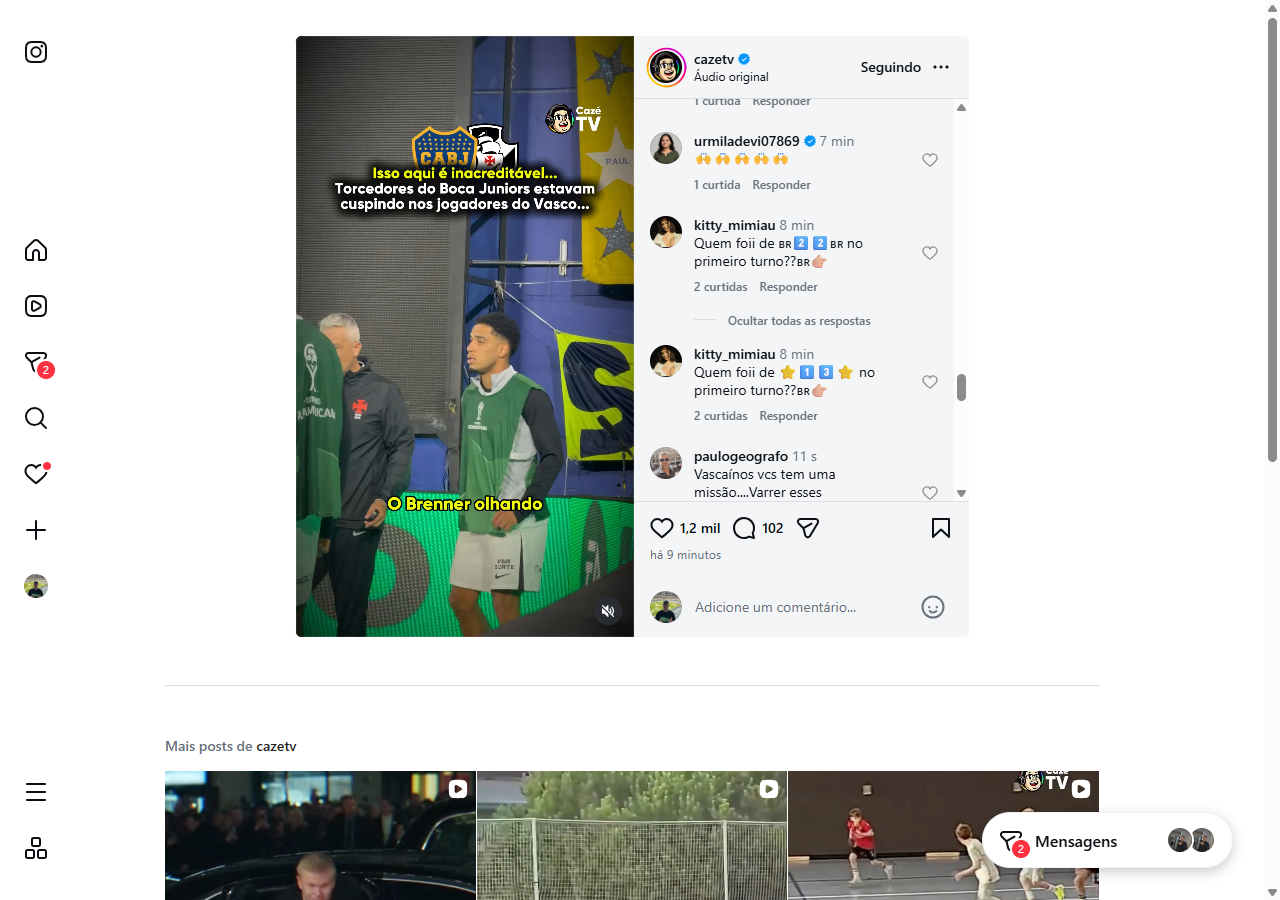 RAUL
Cazé
TV
CABJ
Isso aqui é inacreditável...
Torcedores do Boca Juniors estavam
cuspindo nos jogadores do Vasco...
O Brenner olhando
cazetv
Áudio original
Seguindo
1 curtida Responder
urmiladevi07869 7 min
🙌 🙌 🙌 🙌 🙌
1 curtida Responder
kitty_mimiau 8 min
Quem foii de 🇧🇷2️⃣ 2️⃣🇧🇷 no
primeiro turno??🇧🇷👉🏼
2 curtidas Responder
Ocultar todas as respostas
kitty_mimiau 8 min
Quem foii de ⭐ 1️⃣ 3️⃣ ⭐ no
primeiro turno??🇧🇷👉🏼
2 curtidas Responder
paulogeografo 11 s
Vascaínos vcs tem uma
missão....Varrer esses
1,2 mil 102
há 9 minutos
Adicione um comentário...
2
Mais posts de cazetv
TV
2
Mensagens